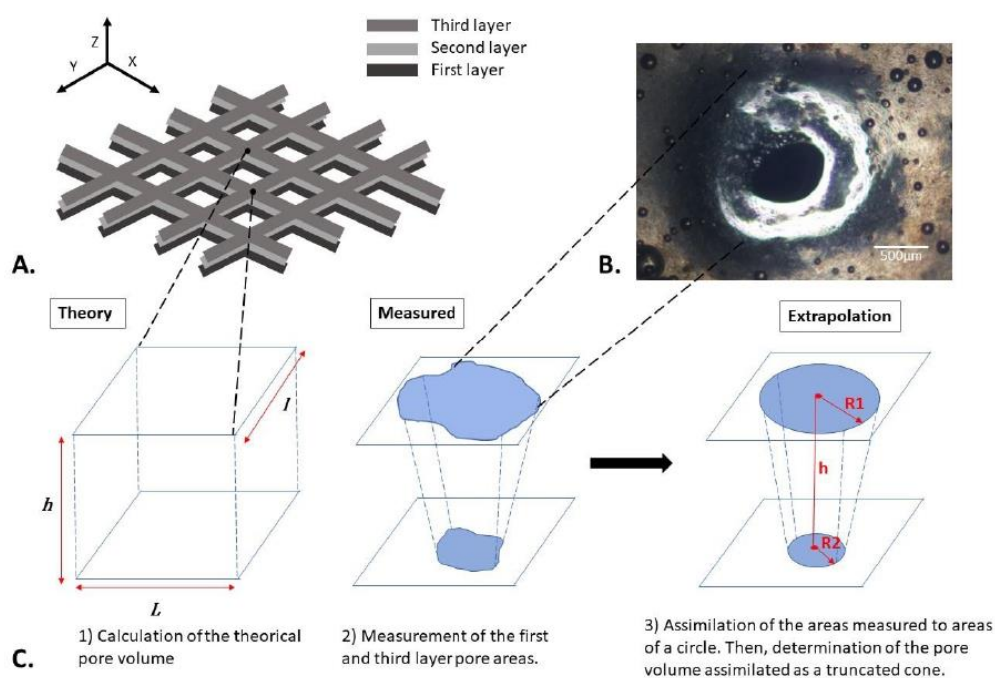 Z
Y
X
Third layer
Second layer
First layer
A.
B.
500µm
Theory
Measured
Extrapolation
l
h
L
R1
h
R2
C.
1) Calculation of the theorical
pore volume
2) Measurement of the first
and third layer pore areas.
3) Assimilation of the areas measured to areas
of a circle. Then, determination of the pore
volume assimilated as a truncated cone.